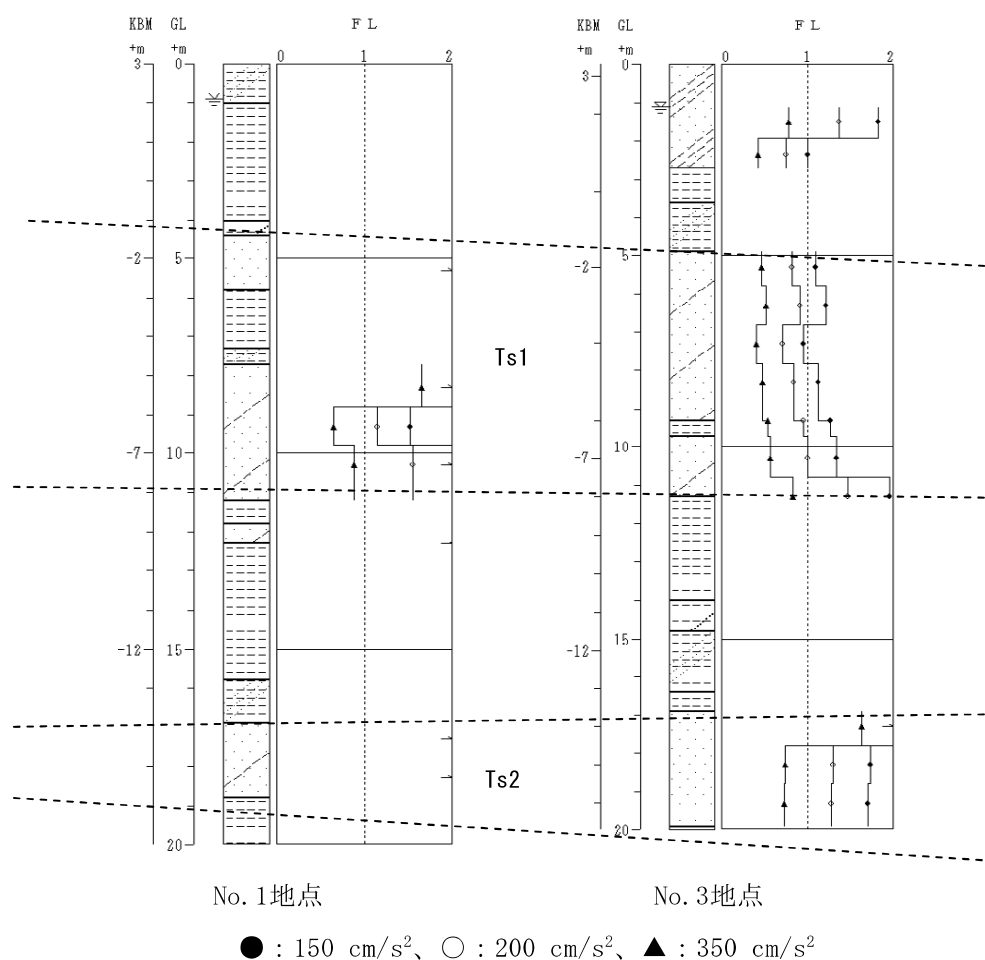 KBM GL ＦＬ KBM GL ＦＬ
+m +m 0 1 2 +m +m 0 1 2
3 0 3 0
-2 5 -2 5
Ts1
-7 10 -7 10
-12 15 -12 15
Ts2
20 20
No.1地点 No.3地点
●：150 cm/s²、○：200 cm/s²、▲：350 cm/s²